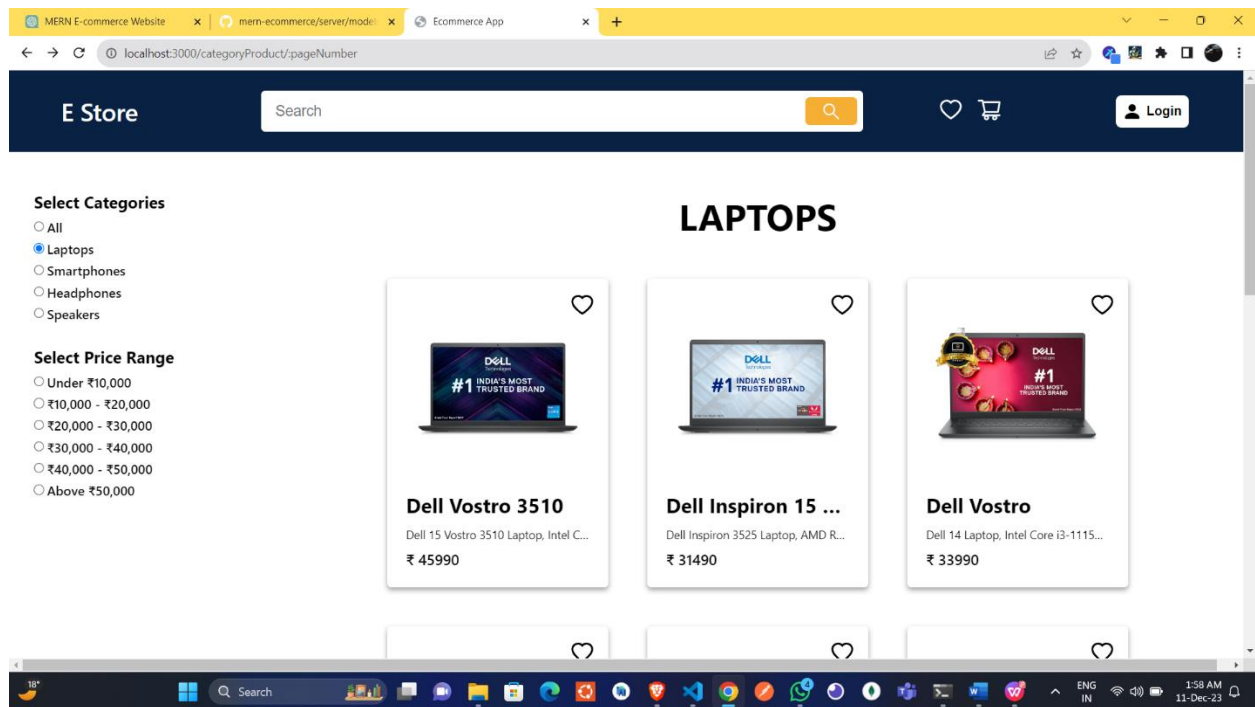 MERN E-commerce Website
mern-ecommerce/server/model
Ecommerce App
localhost:3000/categoryProduct/:pageNumber
E Store
Search
Login
Select Categories
All
Laptops
Smartphones
Headphones
Speakers
Select Price Range
Under ₹10,000
₹10,000 - ₹20,000
₹20,000 - ₹30,000
₹30,000 - ₹40,000
₹40,000 - ₹50,000
Above ₹50,000
LAPTOPS
DELL
Technologies
#1 INDIA'S MOST
TRUSTED BRAND
Dell Vostro 3510
Dell 15 Vostro 3510 Laptop, Intel C...
₹ 45990
DELL
Technologies
#1 INDIA'S MOST
TRUSTED BRAND
Dell Inspiron 15 ...
Dell Inspiron 3525 Laptop, AMD R...
₹ 31490
DELL
Technologies
#1
INDIA'S MOST
TRUSTED BRAND
Dell Vostro
Dell 14 Laptop, Intel Core i3-1115...
₹ 33990
18°
Search
4
ENG
IN
1:58 AM
11-Dec-23